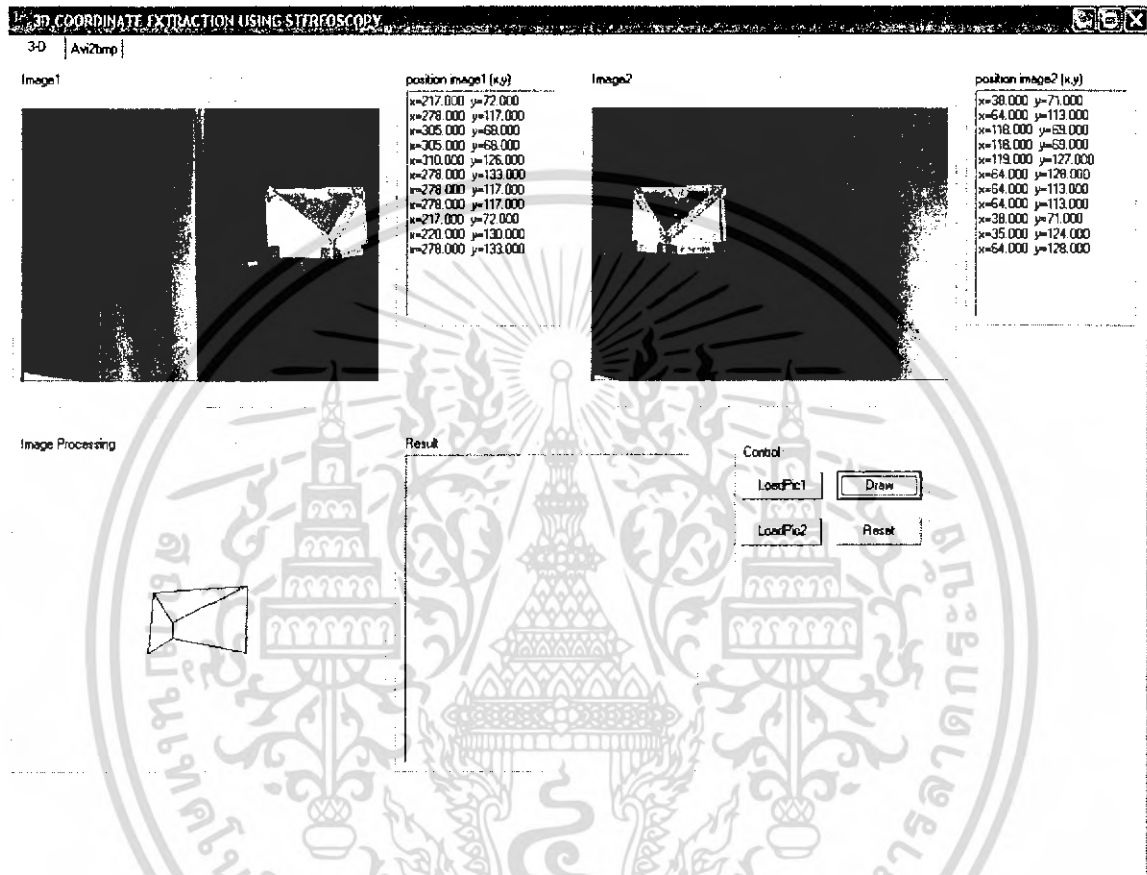 3D COORDINATE EXTRACTION USING STEREOSCOPY
3-D
Avi2bmp
Image1
position image1 (x,y)
x=217.000 y=72.000
x=278.000 y=117.000
x=305.000 y=68.000
x=305.000 y=68.000
x=310.000 y=126.000
x=278.000 y=133.000
x=278.000 y=117.000
x=278.000 y=117.000
x=217.000 y=72.000
x=220.000 y=130.000
x=278.000 y=133.000
Image2
position image2 (x,y)
x=38.000 y=71.000
x=64.000 y=113.000
x=118.000 y=69.000
x=118.000 y=69.000
x=119.000 y=127.000
x=64.000 y=128.000
x=64.000 y=113.000
x=64.000 y=113.000
x=38.000 y=71.000
x=35.000 y=124.000
x=64.000 y=128.000
Image Processing
Result
Control
LoadPic1
Draw
LoadPic2
Reset